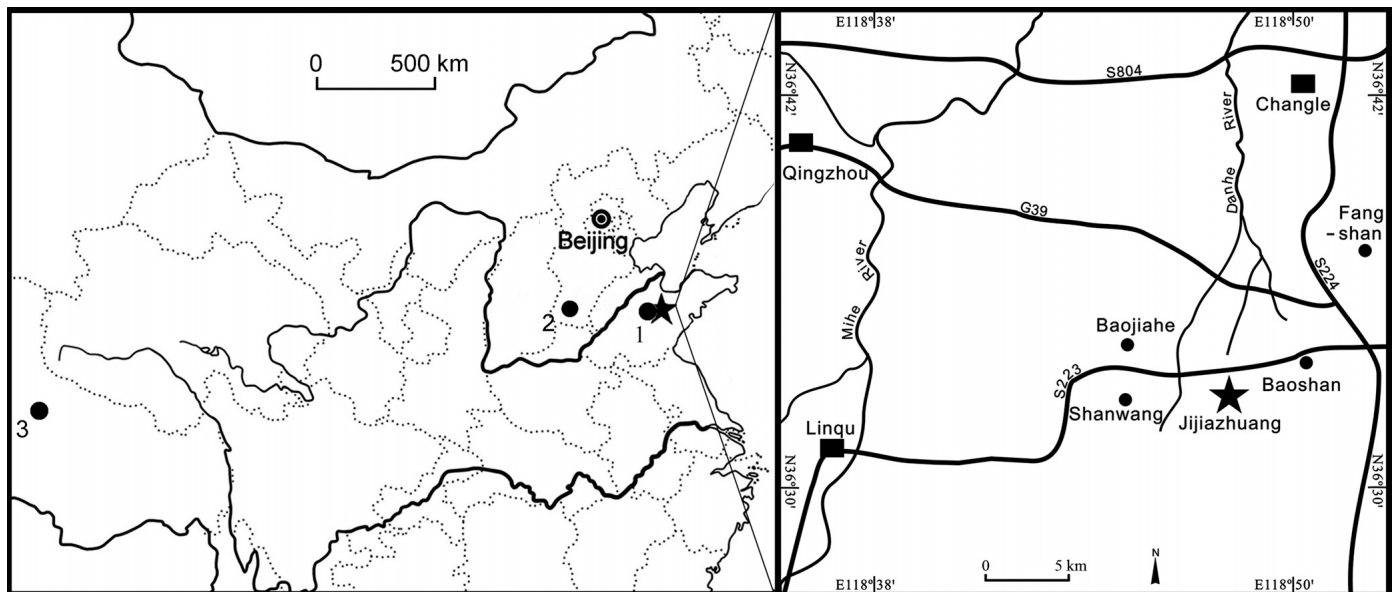 0 500 km
Beijing
2
1
3
E118°38'
E118°50'
N36°42'
N36°42'
S804
Changle
River
Danhe
Qingzhou
G39
Fang
-shan
S224
River
Mihe
Baojiahe
S223
Baoshan
Shanwang
Jijiazhuang
Linqu
N36°30'
N36°30'
0 5 km
N
E118°38'
E118°50'